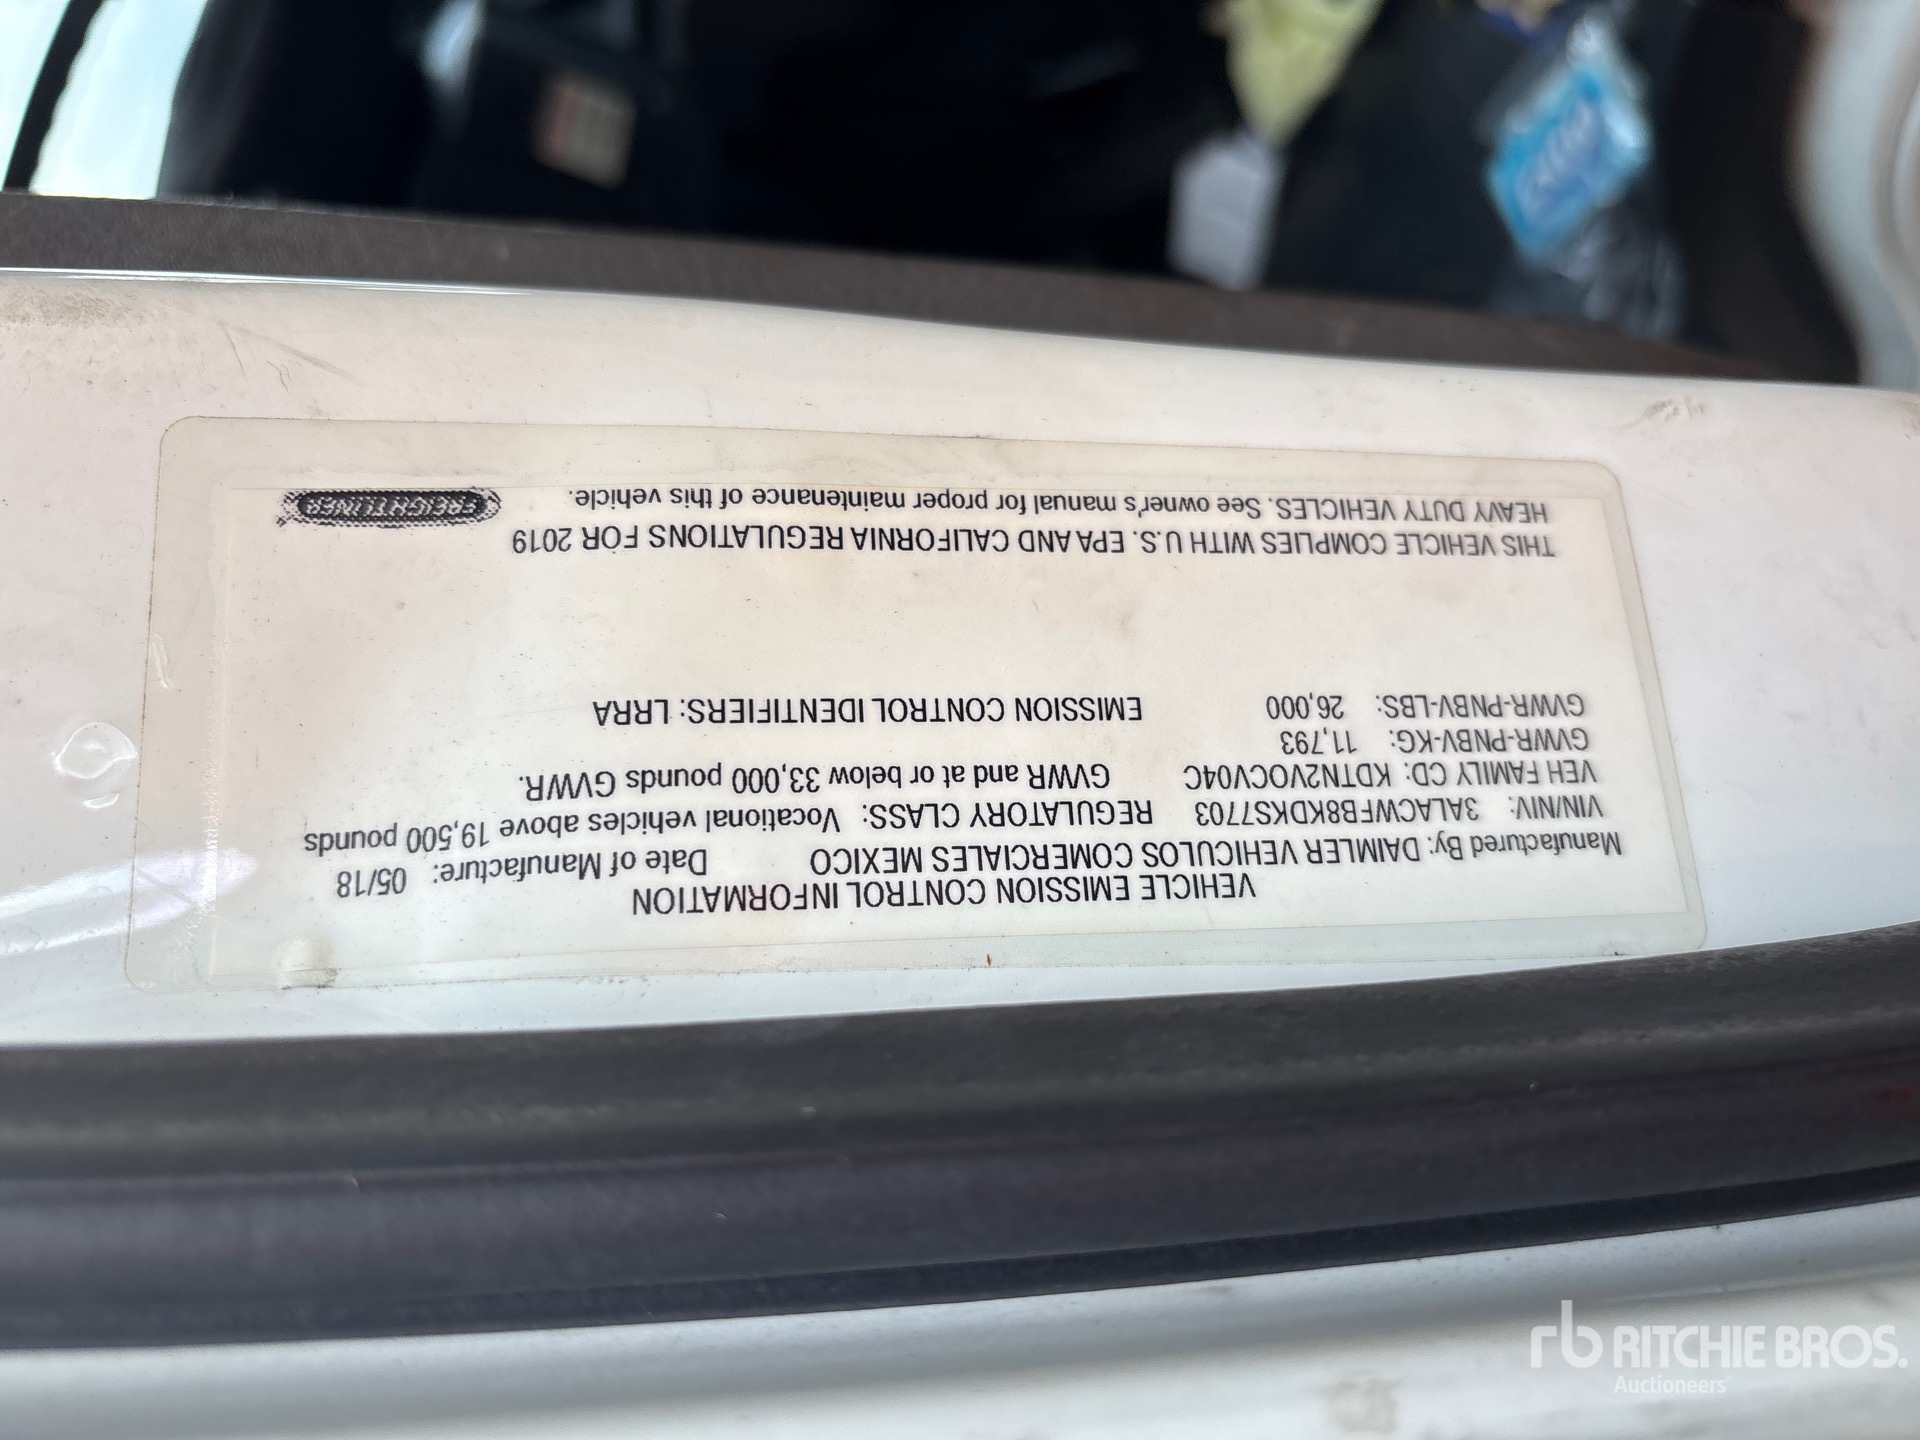 VEHICLE EMISSION CONTROL INFORMATION
Manufactured By: DAIMLER VEHICULOS COMERCIALES MEXICO Date of Manufacture: 05/18
VIN/NIV: 3ALACWFB8KDKS7703 REGULATORY CLASS: Vocational vehicles above 19,500 pounds
VEH FAMILY CD: KDTN2VOCV04C GVWR and at or below 33,000 pounds GVWR.
GVWR-PNBV-KG: 11,793
GVWR-PNBV-LBS: 26,000 EMISSION CONTROL IDENTIFIERS: LRRA
THIS VEHICLE COMPLIES WITH U.S. EPA AND CALIFORNIA REGULATIONS FOR 2019
HEAVY DUTY VEHICLES. See owner's manual for proper maintenance of this vehicle.
FREIGHTLINER
rb RITCHIE BROS.
Auctioneers